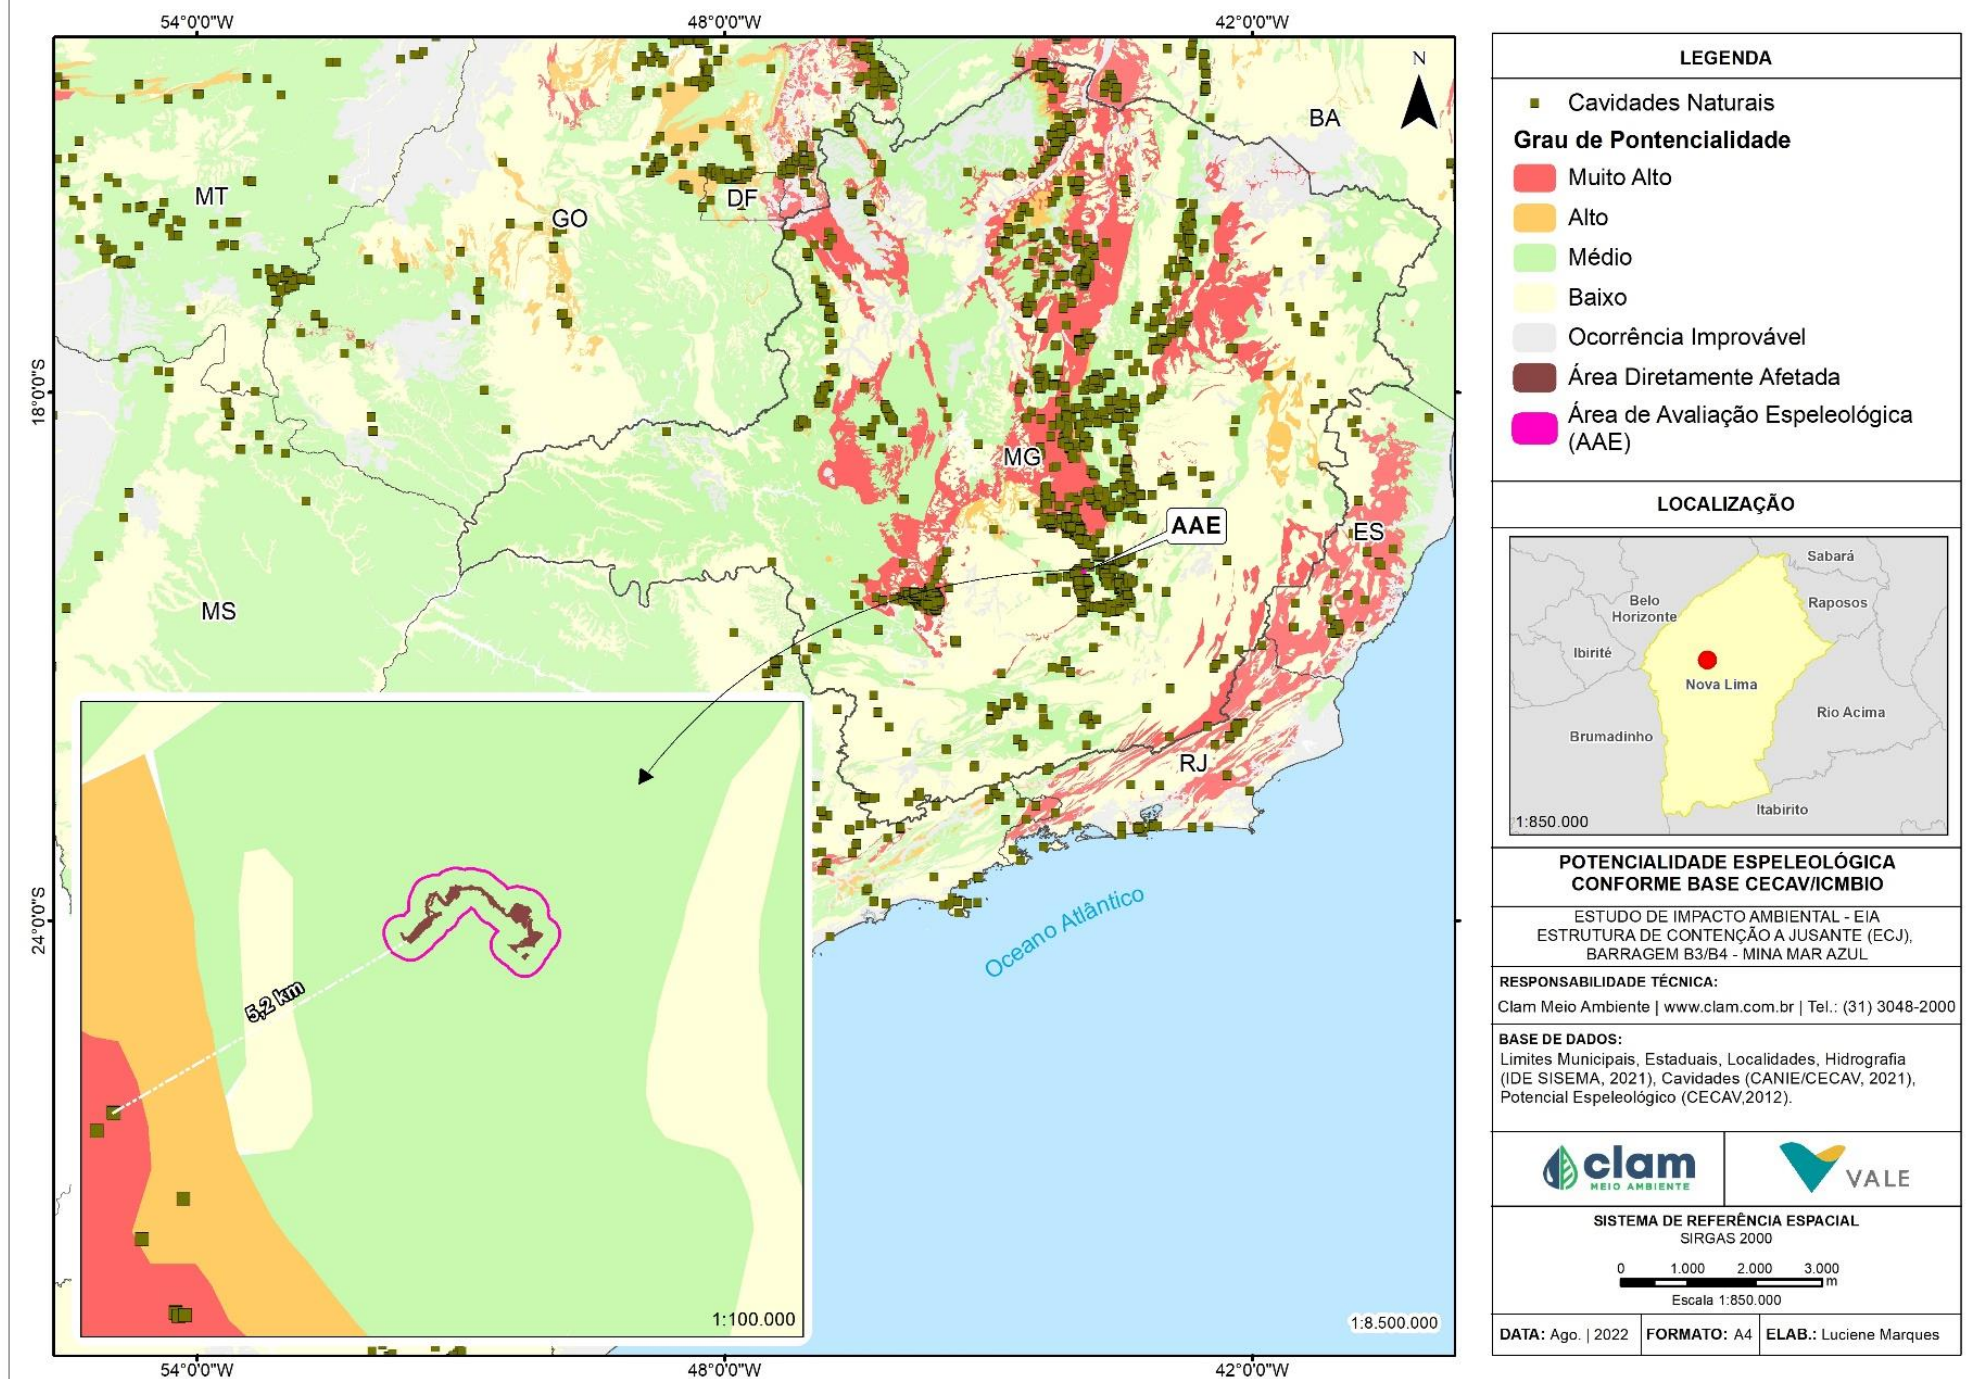 54°0'0"W
48°0'0"W
42°0'0"W
18°0'0"S
24°0'0"S
N
BA
MT
GO
DF
MG
AAE
ES
MS
RJ
Oceano Atlântico
5,2 km
1:100.000
1:8.500.000
54°0'0"W
48°0'0"W
42°0'0"W
LEGENDA
Cavidades Naturais
Grau de Pontencialidade
Muito Alto
Alto
Médio
Baixo
Ocorrência Improvável
Área Diretamente Afetada
Área de Avaliação Espeleológica
(AAE)
LOCALIZAÇÃO
Sabará
Belo
Horizonte
Raposos
Ibirité
Nova Lima
Rio Acima
Brumadinho
Itabirito
1:850.000
POTENCIALIDADE ESPELEOLÓGICA
CONFORME BASE CECAV/ICMBIO
ESTUDO DE IMPACTO AMBIENTAL - EIA
ESTRUTURA DE CONTENÇÃO A JUSANTE (ECJ),
BARRAGEM B3/B4 - MINA MAR AZUL
RESPONSABILIDADE TÉCNICA:
Clam Meio Ambiente | www.clam.com.br | Tel.: (31) 3048-2000
BASE DE DADOS:
Limites Municipais, Estaduais, Localidades, Hidrografia
(IDE SISEMA, 2021), Cavidades (CANIE/CECAV, 2021),
Potencial Espeleológico (CECAV,2012).
clam
MEIO AMBIENTE
VALE
SISTEMA DE REFERÊNCIA ESPACIAL
SIRGAS 2000
0 1.000 2.000 3.000
m
Escala 1:850.000
DATA: Ago. | 2022 FORMATO: A4 ELAB.: Luciene Marques